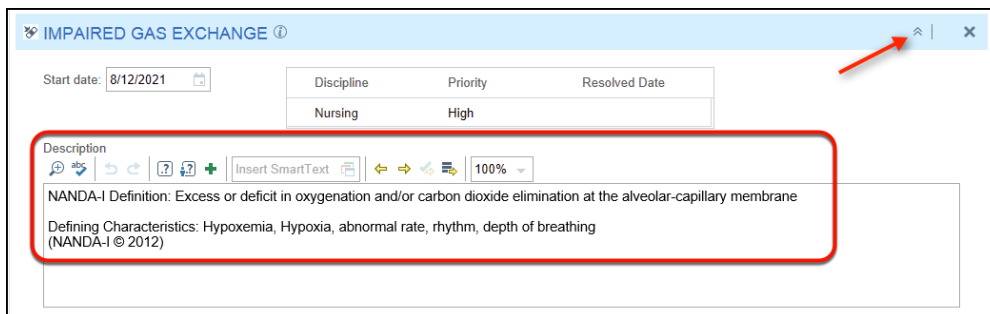 IMPAIRED GAS EXCHANGE
Start date: 8/12/2021
Discipline Priority Resolved Date
Nursing High
Description
abc
Insert SmartText 100%
NANDA-I Definition: Excess or deficit in oxygenation and/or carbon dioxide elimination at the alveolar-capillary membrane
Defining Characteristics: Hypoxemia, Hypoxia, abnormal rate, rhythm, depth of breathing
(NANDA-I © 2012)